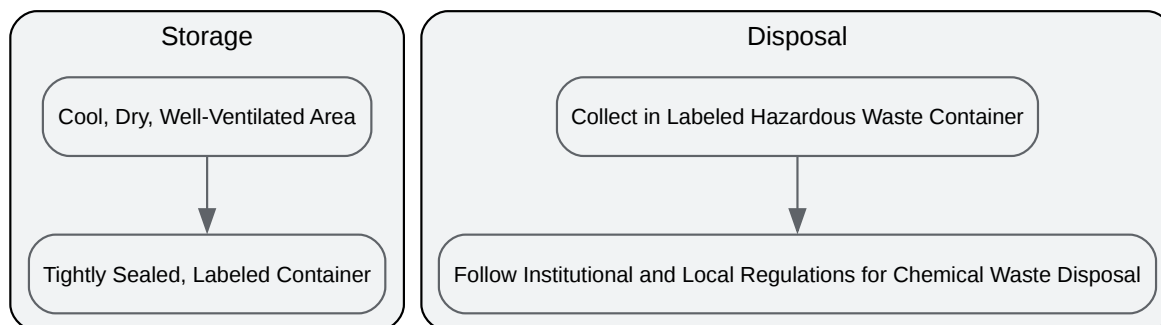 Storage
Cool, Dry, Well-Ventilated Area
Tightly Sealed, Labeled Container
Disposal
Collect in Labeled Hazardous Waste Container
Follow Institutional and Local Regulations for Chemical Waste Disposal